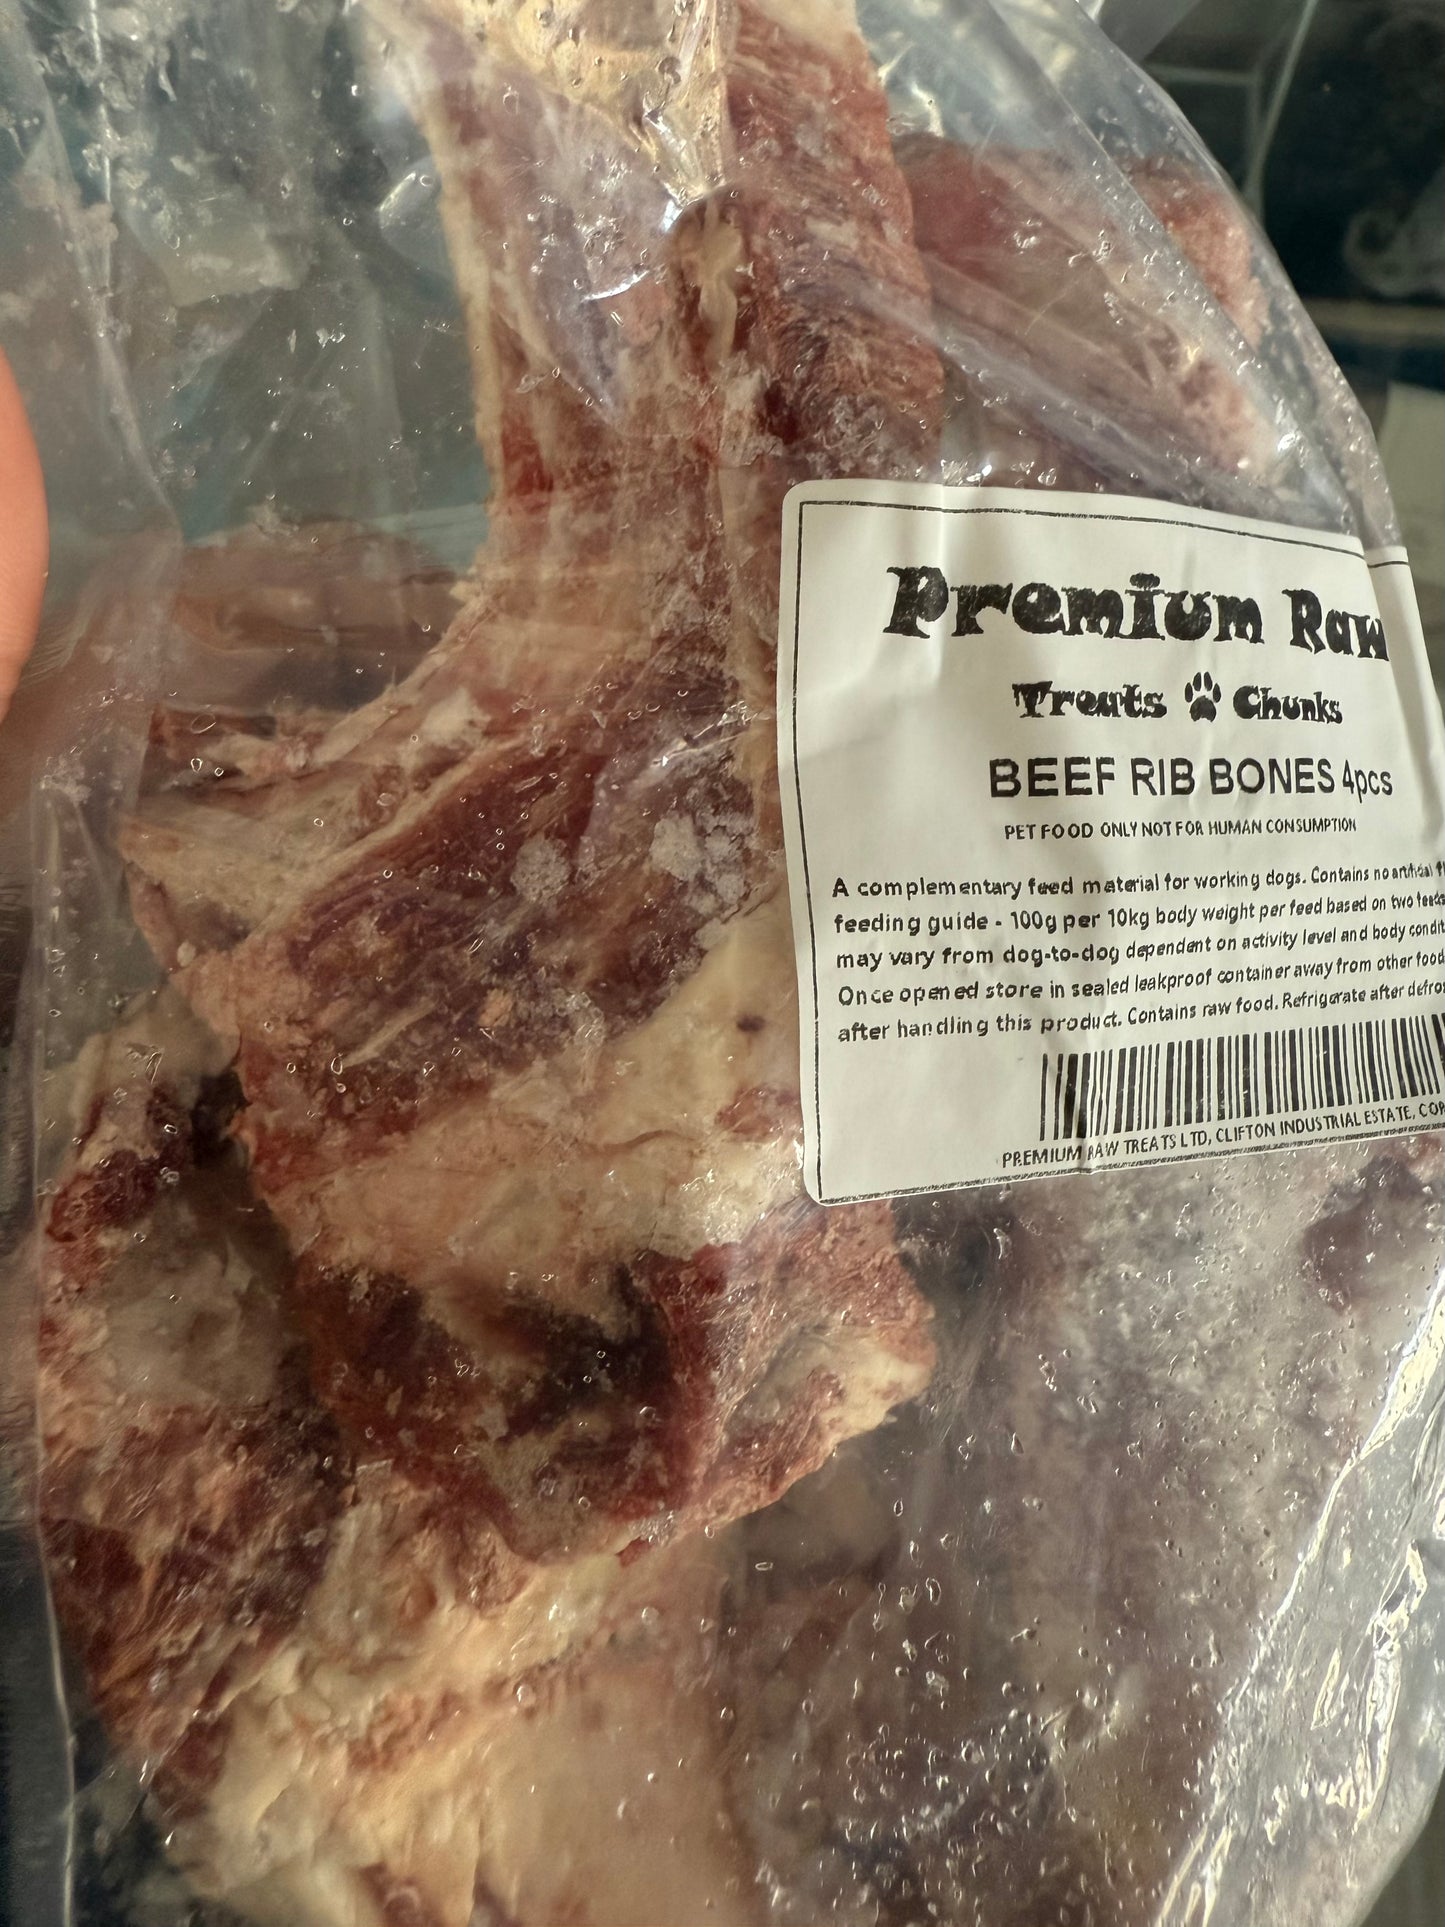 Premium Raw
Treats Chunks
BEEF RIB BONES 4pcs
PET FOOD ONLY NOT FOR HUMAN CONSUMPTION
A complementary feed material for working dogs. Contains no artificial
feeding guide - 100g per 10kg body weight per feed based on two feeds
may vary from dog-to-dog dependent on activity level and body
Once opened store in sealed leakproof container away from other food
after handling this product. Contains raw food. Refrigerate after
PREMIUM RAW TREATS LTD, CLIFTON INDUSTRIAL ESTATE,